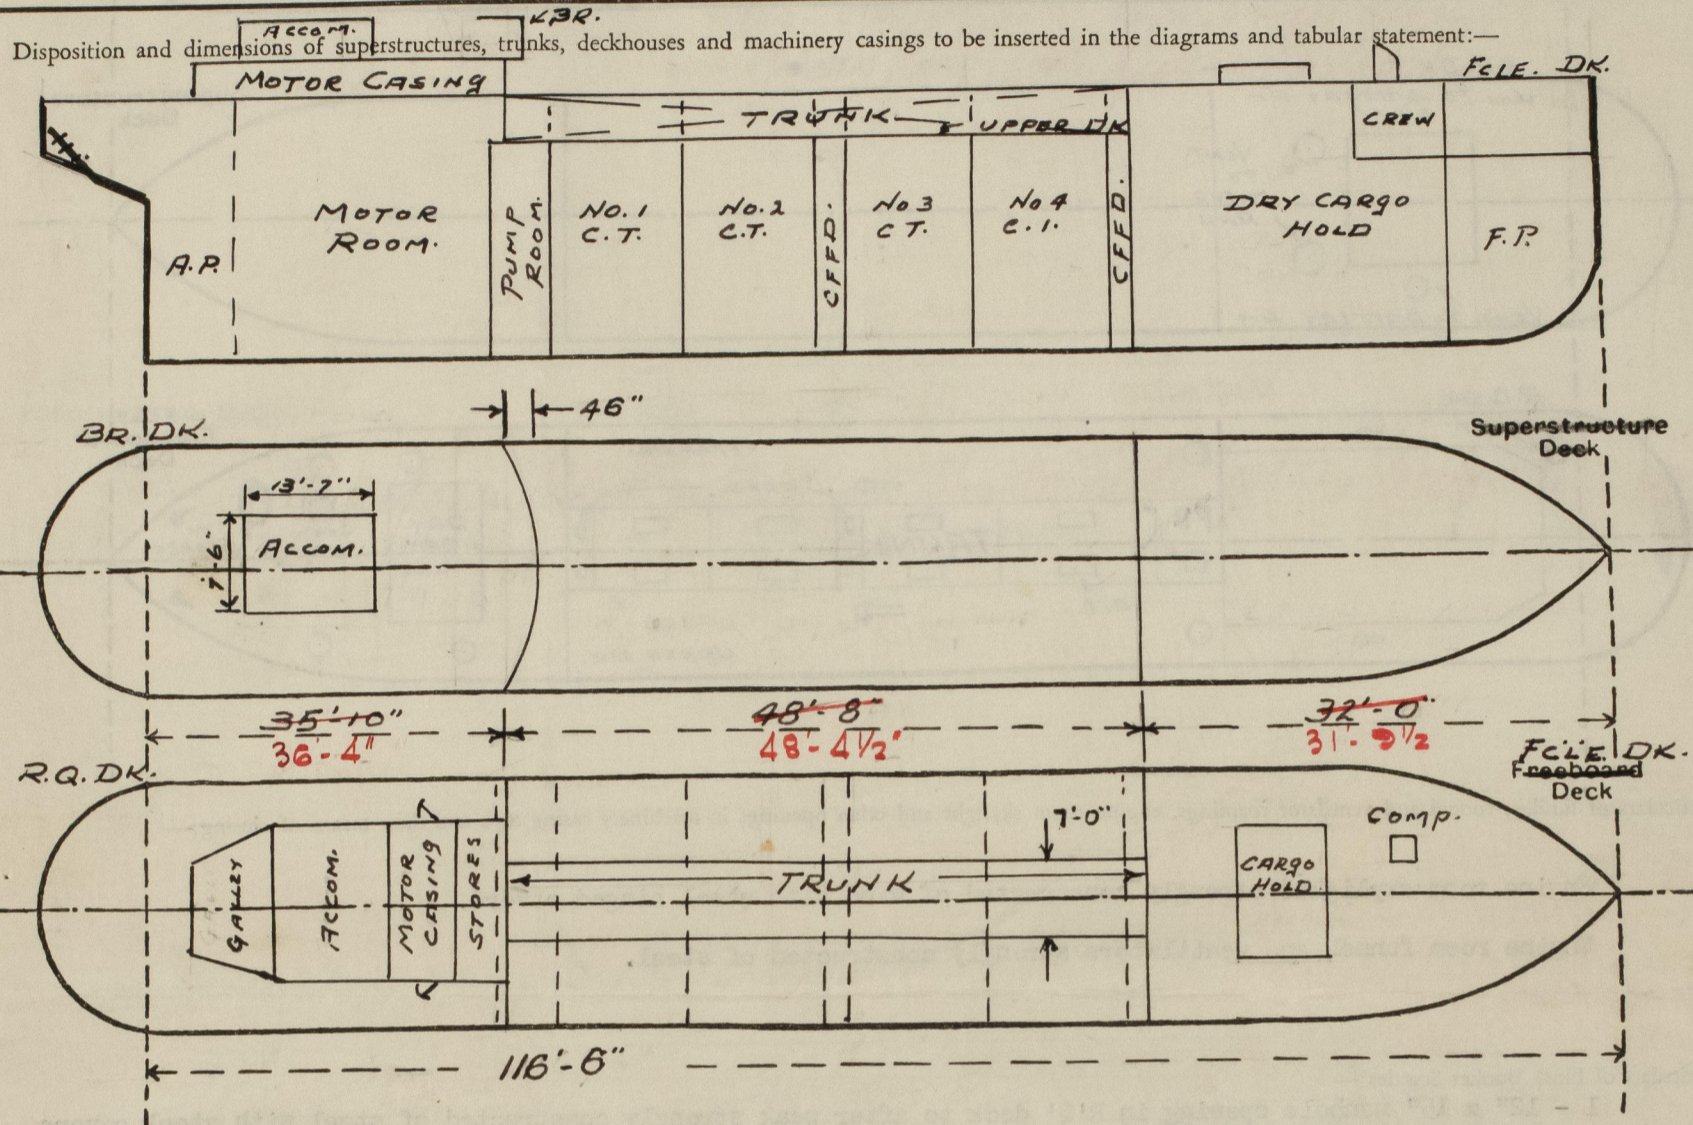 ACCOM.
KBR.
Disposition and dimensions of superstructures, trunks, deckhouses and machinery casings to be inserted in the diagrams and tabular statement:—
MOTOR CASING
FCLE. DK.
TRUNK
UPPER DK
CREW
MOTOR
ROOM.
A.P.
PUMP
ROOM.
NO. 1
C.T.
NO. 2
C.T.
CFFD.
No 3
C T.
No 4
C. T.
CFFD.
DRY CARGO
HOLD
F.P.
46"
BR. DK.
Superstructure
Deck
13'-7"
7'-6"
ACCOM.
35'-10"
36'-4"
48'-8"
48'-4½"
32'-0"
31'-9½
R.Q. DK.
FCLE. DK.
Freeboard
Deck
GALLEY
ACCOM.
MOTOR
CASING
STORES
TRUNK
7'-0"
CARGO
HOLD
Comp.
116'-6"